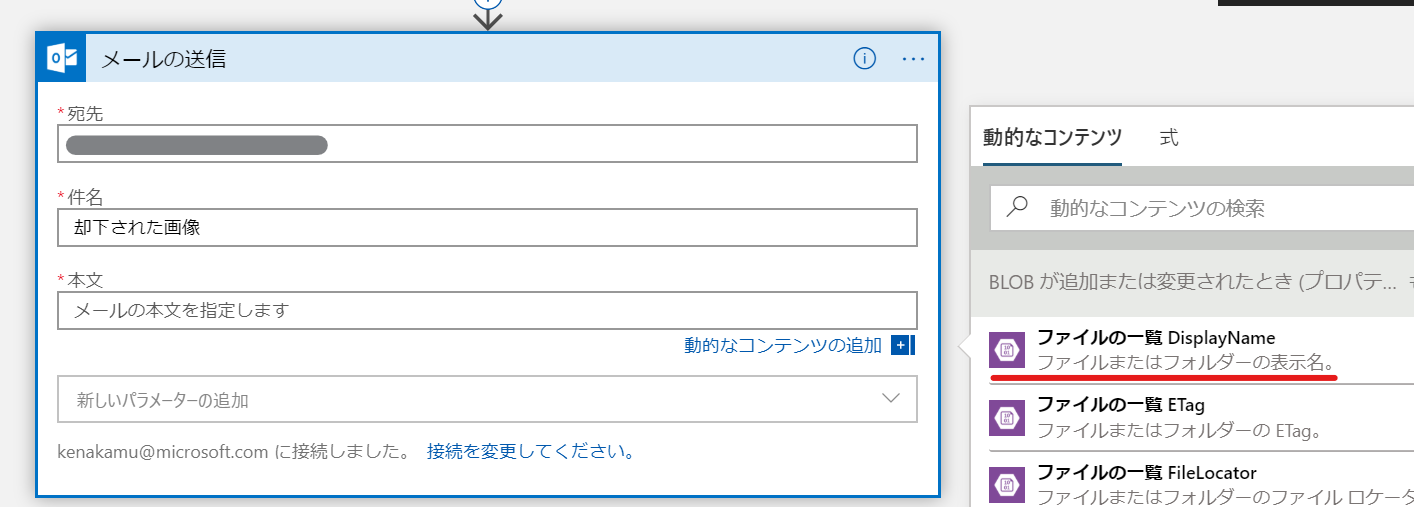 メールの送信
*宛先
*件名
却下された画像
*本文
メールの本文を指定します
動的なコンテンツの追加
新しいパラメーターの追加
kenakamu@microsoft.com に接続しました。 接続を変更してください。
動的なコンテンツ 式
動的なコンテンツの検索
BLOB が追加または変更されたとき (プロパテ...
ファイルの一覧 DisplayName
ファイルまたはフォルダーの表示名。
ファイルの一覧 ETag
ファイルまたはフォルダーの ETag。
ファイルの一覧 FileLocator
ファイルまたはフォルダーのファイル ロケータ